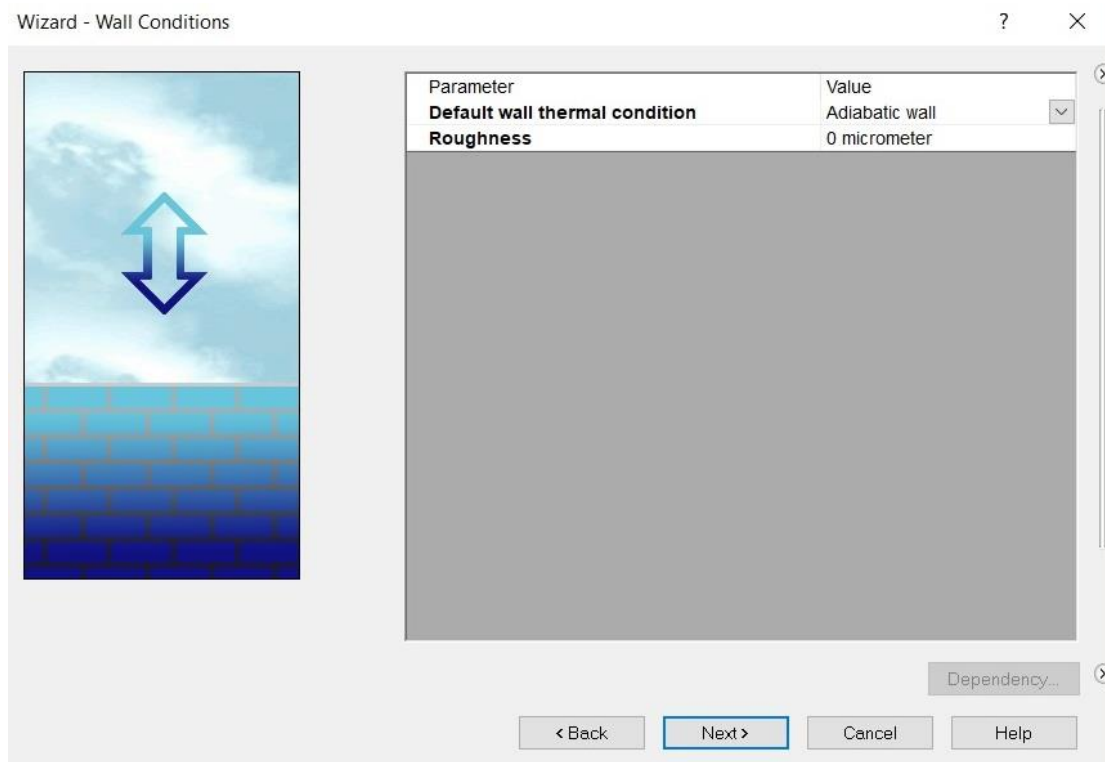 Wizard - Wall Conditions ?
Parameter Value
Default wall thermal condition Adiabatic wall
Roughness 0 micrometer
Dependency...
< Back Next > Cancel Help